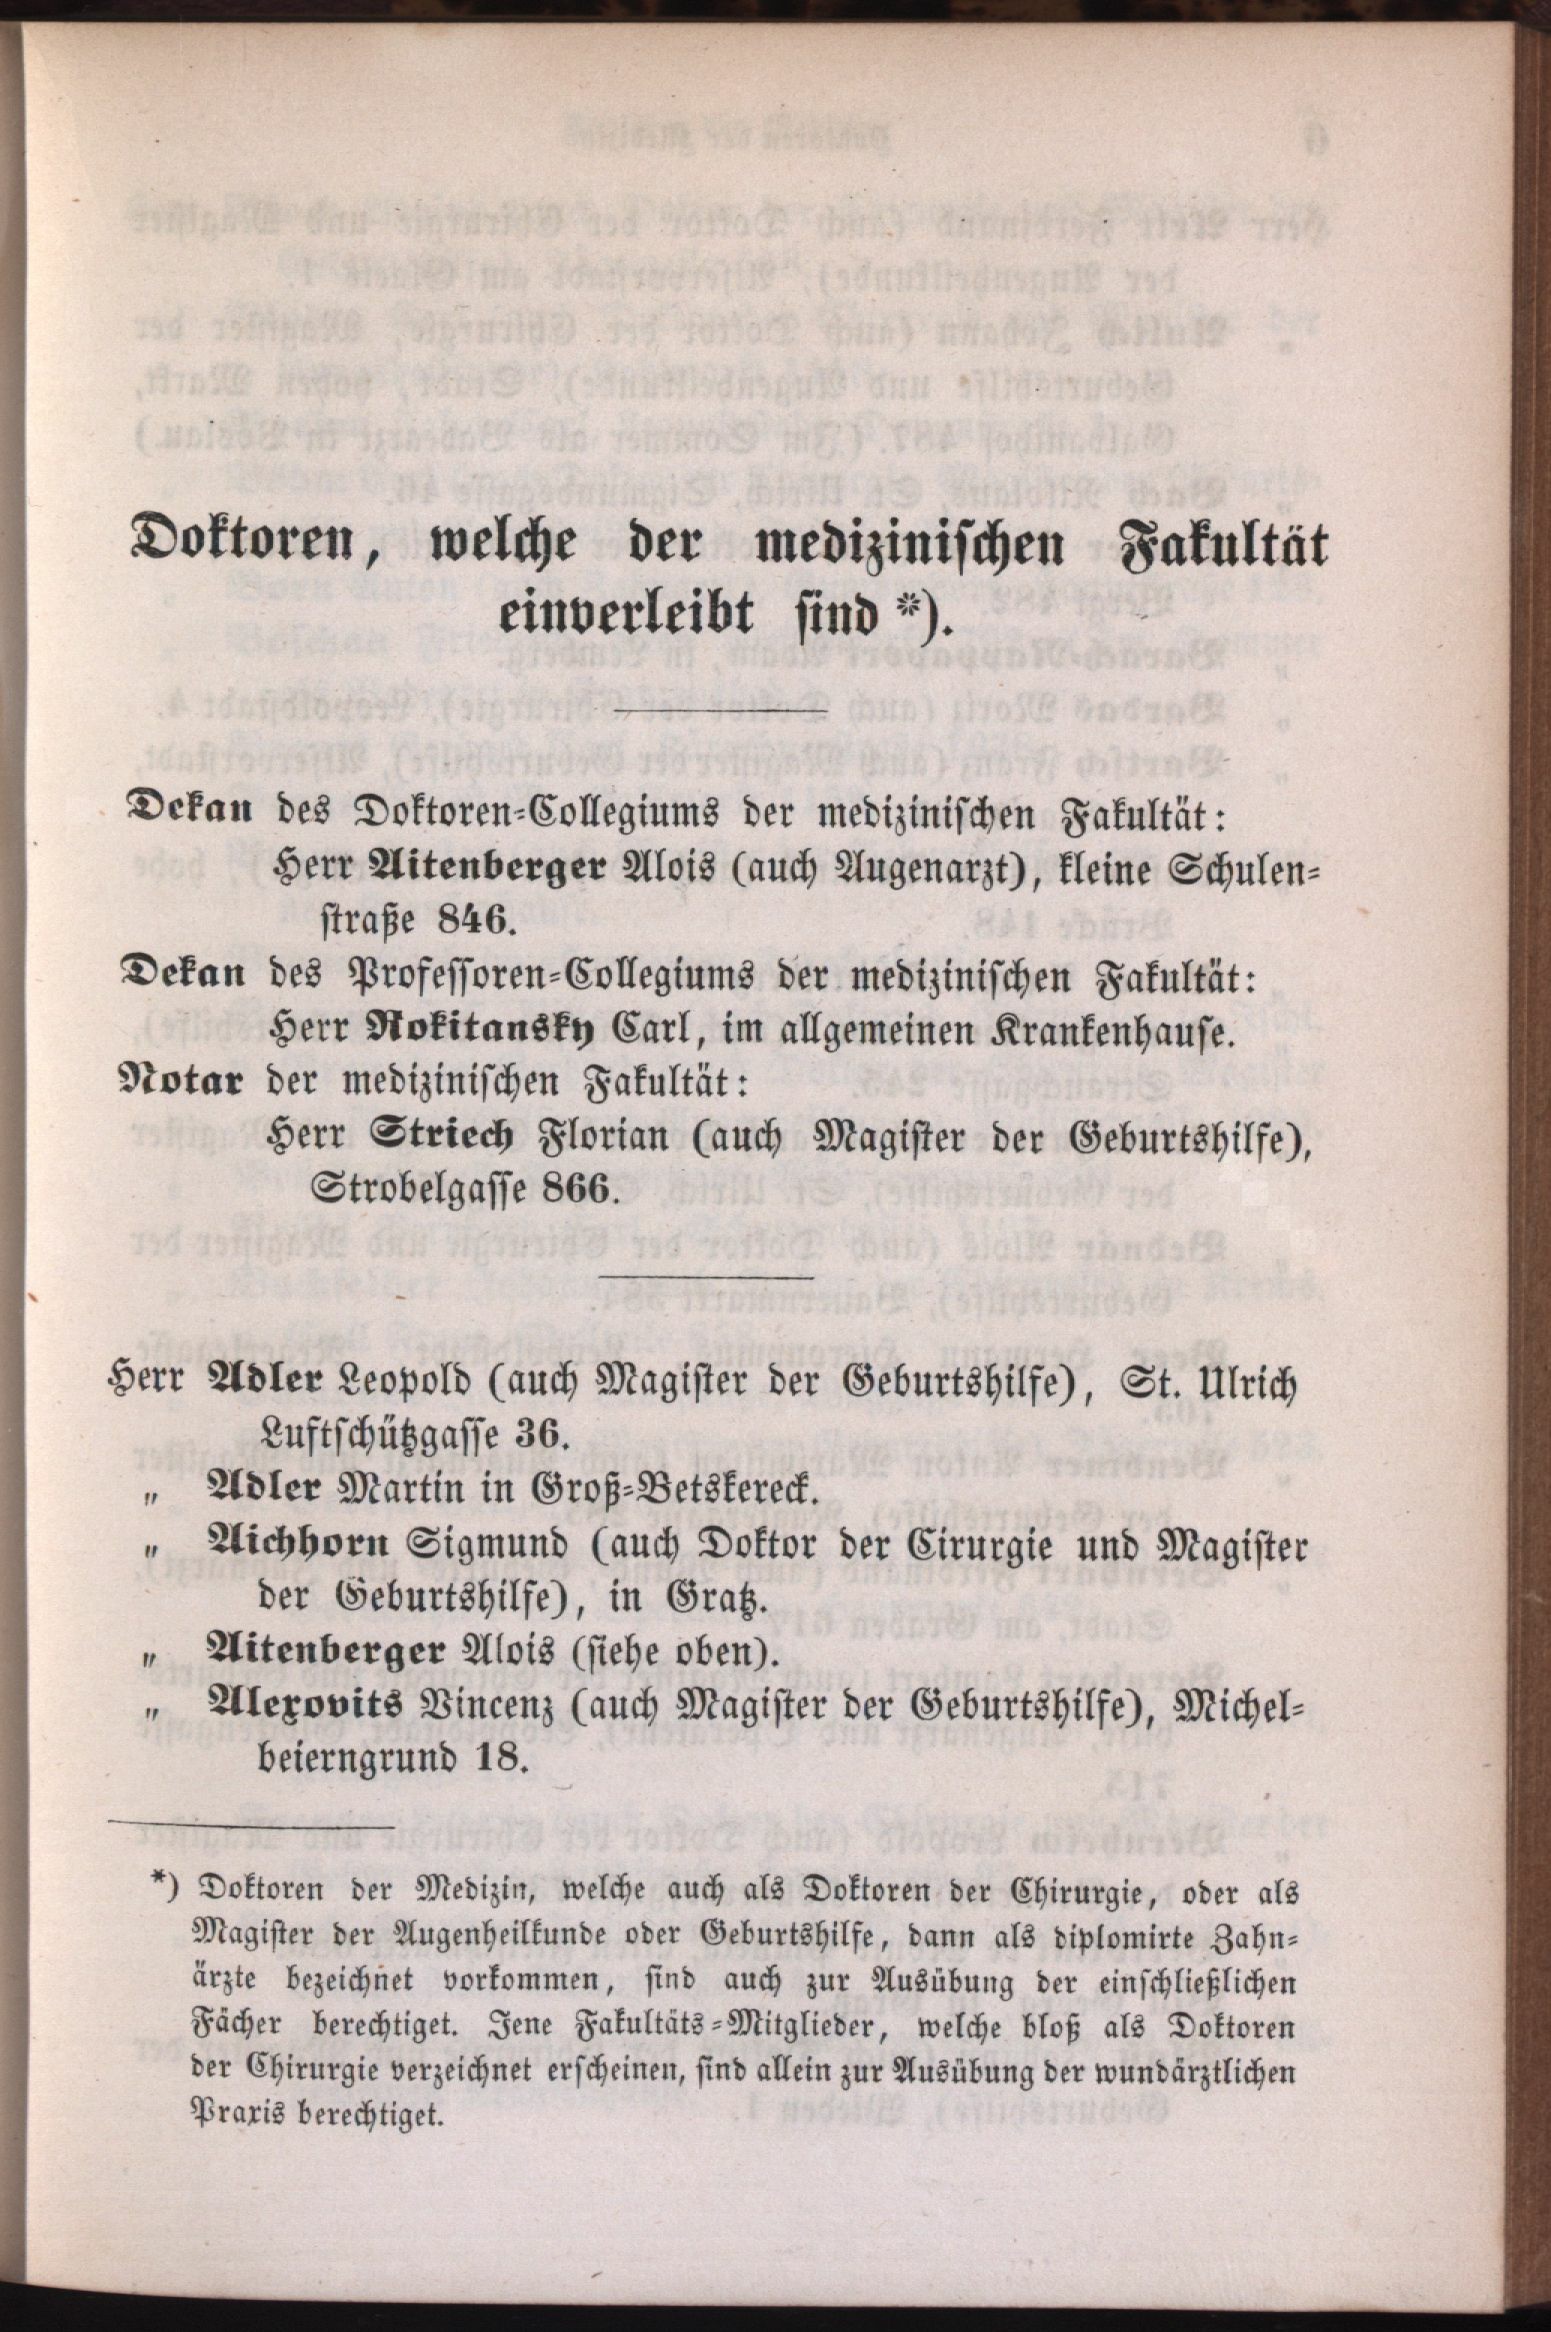 Doktoren, welche der medizinischen Fakultät
einverleibt sind *).
Dekan des Doktoren-Collegiums der medizinischen Fakultät:
Herr Aitenberger Alois (auch Augenarzt), kleine Schulen-
straße 846.
Dekan des Professoren-Collegiums der medizinischen Fakultät:
Herr Rokitansky Carl, im allgemeinen Krankenhause.
Notar der medizinischen Fakultät:
Herr Striech Florian (auch Magister der Geburtshilfe),
Strobelgasse 866.
Herr Adler Leopold (auch Magister der Geburtshilfe), St. Ulrich
Luftschützgasse 36.
„ Adler Martin in Groß-Betskereck.
„ Aichhorn Sigmund (auch Doktor der Cirurgie und Magister
der Geburtshilfe), in Gratz.
„ Aitenberger Alois (siehe oben).
„ Alexovits Vincenz (auch Magister der Geburtshilfe), Michel-
beierngrund 18.
*) Doktoren der Medizin, welche auch als Doktoren der Chirurgie, oder als
Magister der Augenheilkunde oder Geburtshilfe, dann als diplomirte Zahn-
ärzte bezeichnet vorkommen, sind auch zur Ausübung der einschließlichen
Fächer berechtiget. Jene Fakultäts-Mitglieder, welche bloß als Doktoren
der Chirurgie verzeichnet erscheinen, sind allein zur Ausübung der wundärztlichen
Praxis berechtiget.